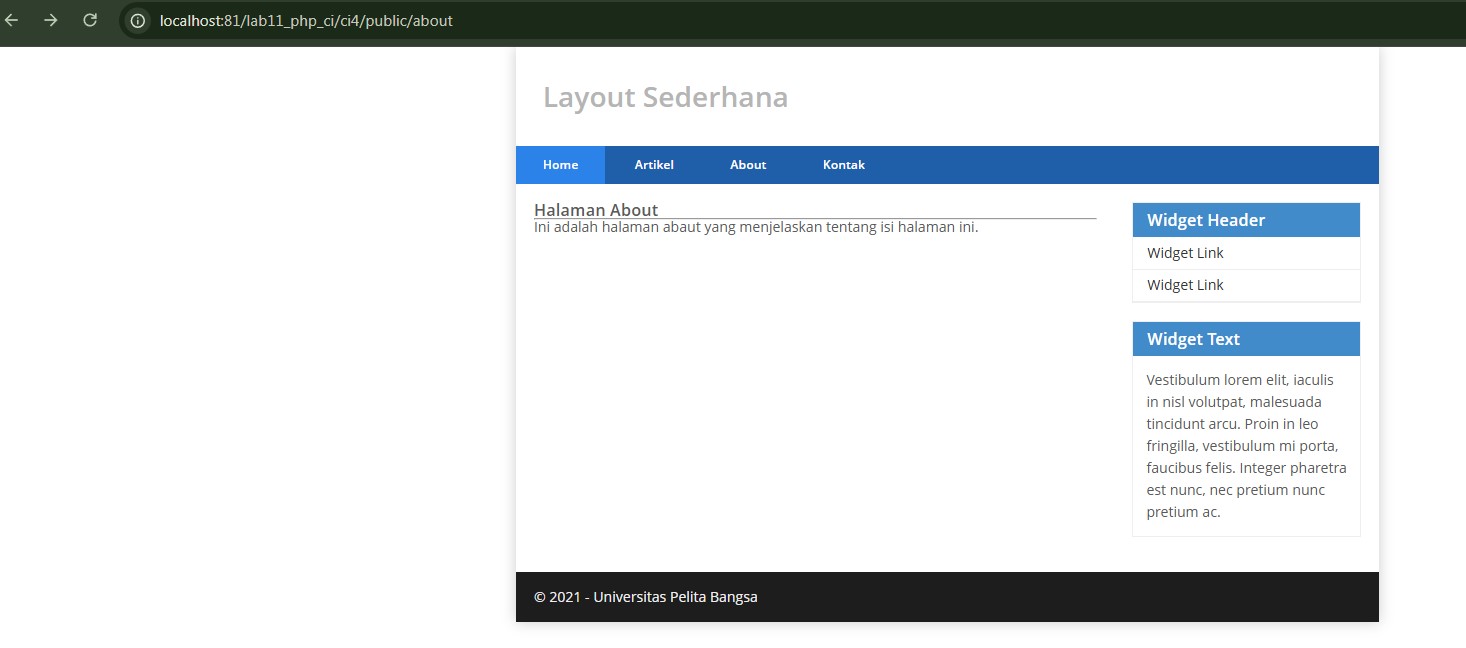 localhost:81/lab11_php_ci/ci4/public/about
Layout Sederhana
Home Artikel About Kontak
Halaman About
Ini adalah halaman abaut yang menjelaskan tentang isi halaman ini.
Widget Header
Widget Link
Widget Link
Widget Text
Vestibulum lorem elit, iaculis
in nisl volutpat, malesuada
tincidunt arcu. Proin in leo
fringilla, vestibulum mi porta,
faucibus felis. Integer pharetra
est nunc, nec pretium nunc
pretium ac.
© 2021 - Universitas Pelita Bangsa